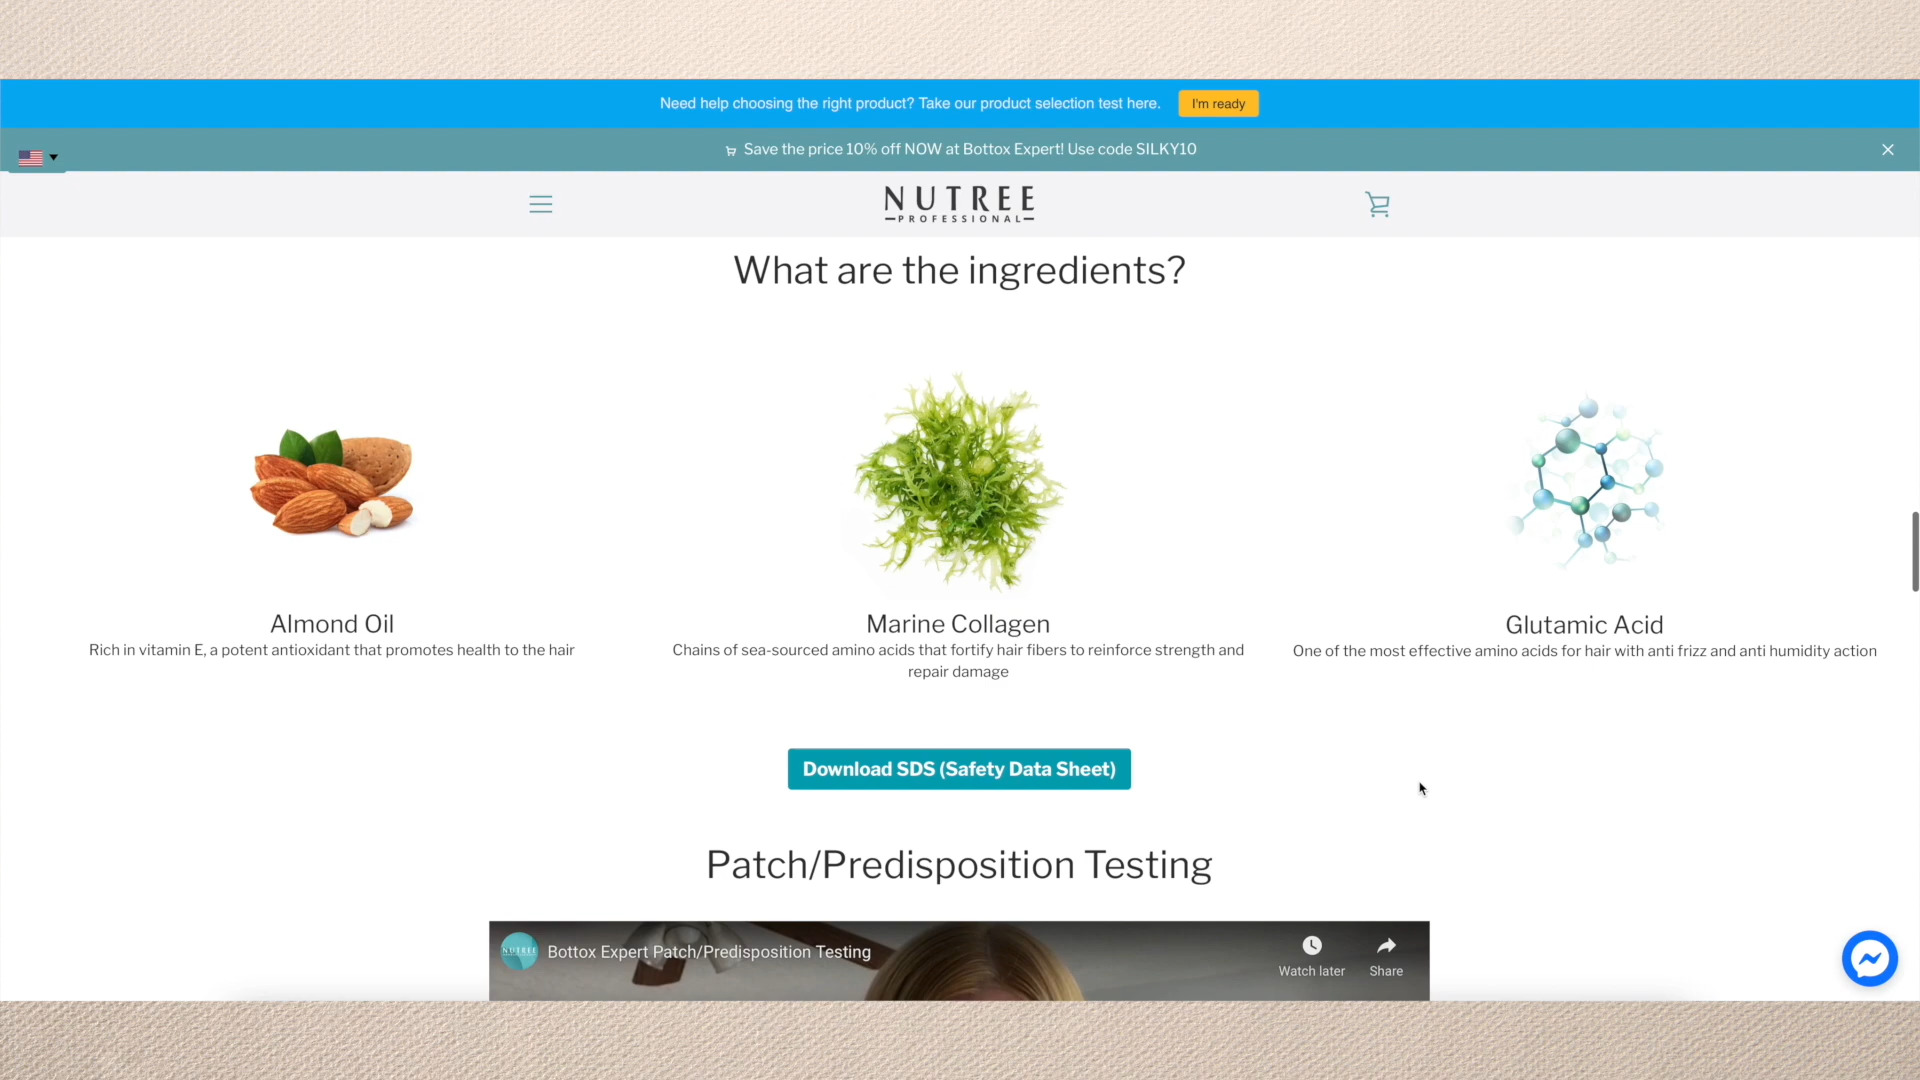 Need help choosing the right product? Take our product selection test here.
I'm ready
Save the price 10% off NOW at Bottox Expert! Use code SILKY10
NUTREE
PROFESSIONAL
What are the ingredients?
Almond Oil
Rich in vitamin E, a potent antioxidant that promotes health to the hair
Marine Collagen
Chains of sea-sourced amino acids that fortify hair fibers to reinforce strength and
repair damage
Glutamic Acid
One of the most effective amino acids for hair with anti frizz and anti humidity action
Download SDS (Safety Data Sheet)
Patch/Predisposition Testing
NUTREE
Bottox Expert Patch/Predisposition Testing
Watch later
Share